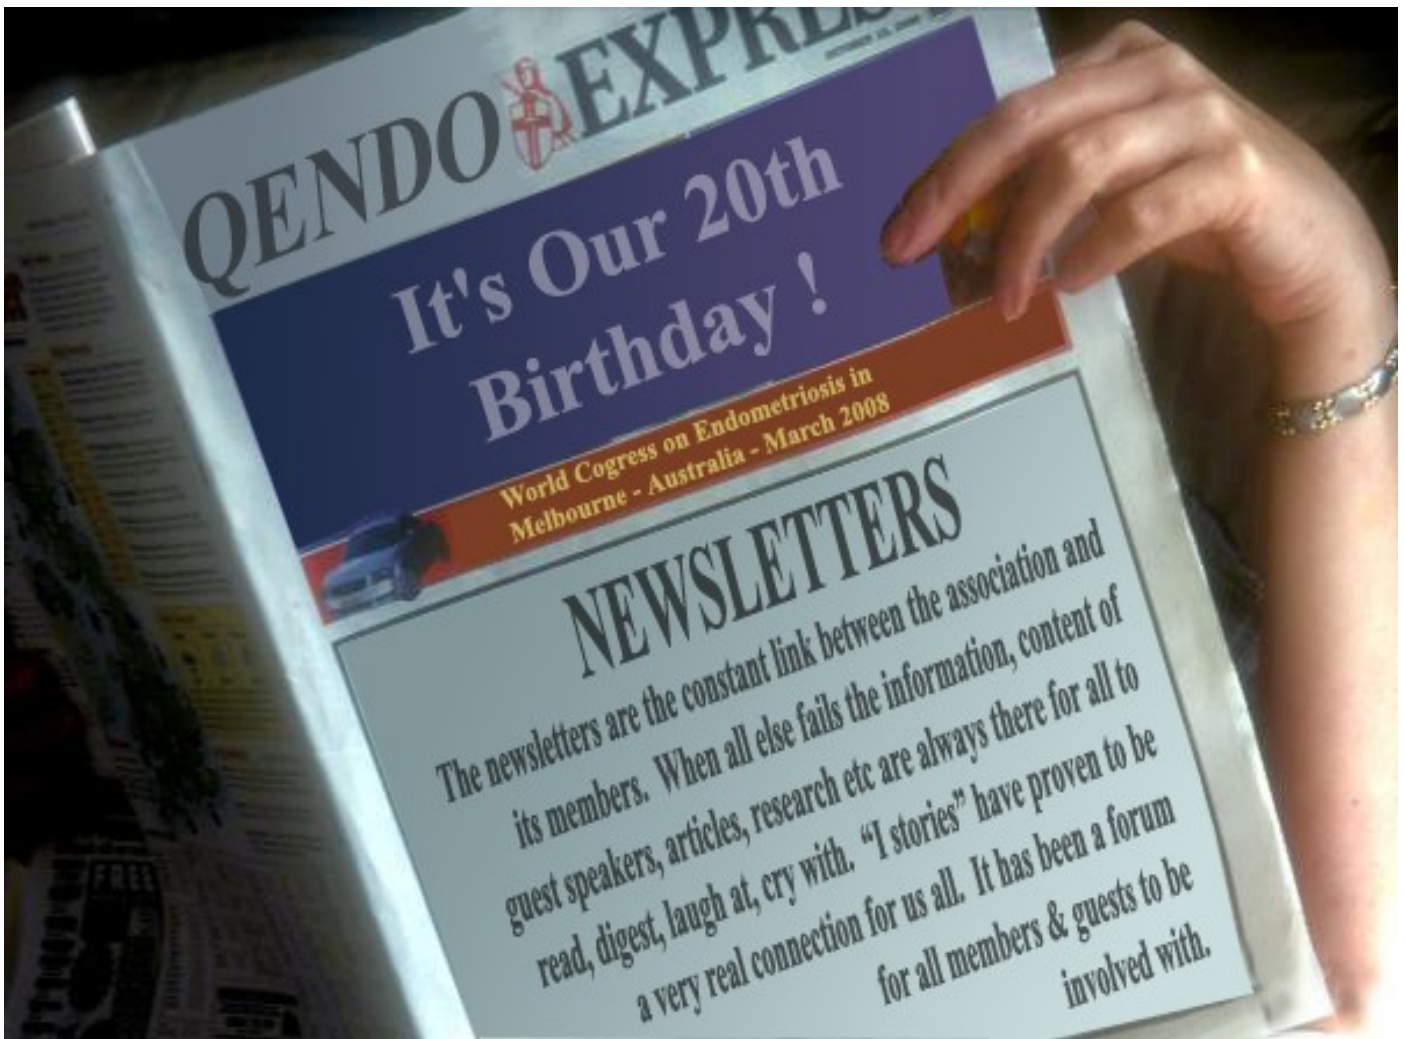 QENDO EXPRES
It's Our 20th
Birthday !
World Cogress on Endometriosis in
Melbourne - Australia - March 2008
NEWSLETTERS
The newsletters are the constant link between the association and
its members. When all else fails the information, content of
guest speakers, articles, research etc are always there for all to
read, digest, laugh at, cry with. “I stories” have proven to be
a very real connection for us all. It has been a forum
for all members & guests to be
involved with.
FREE